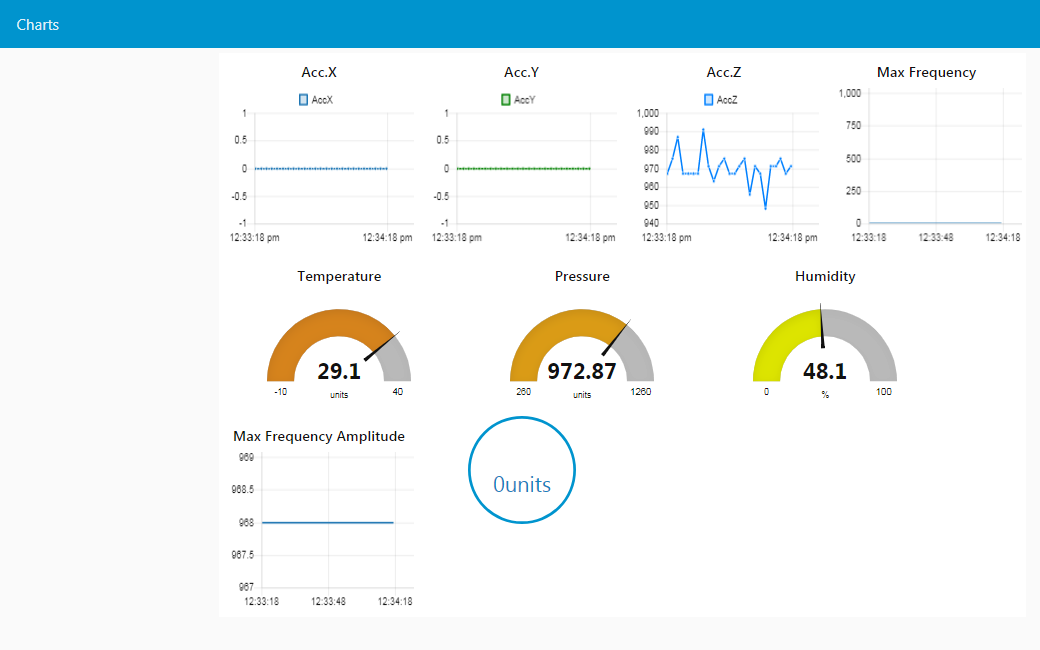 Charts
Acc.X
AccX
1
0.5
0
-0.5
-1
12:33:18 pm 12:34:18 pm
Acc.Y
AccY
1
0.5
0
-0.5
-1
12:33:18 pm 12:34:18 pm
Acc.Z
AccZ
1,000
990
980
970
960
950
940
12:33:18 pm 12:34:18 pm
Max Frequency
1,000
750
500
250
0
12:33:18 12:33:48 12:34:18
Temperature
29.1
-10 units 40
Pressure
972.87
260 units 1260
Humidity
48.1
0 % 100
Max Frequency Amplitude
969
968.5
968
967.5
967
12:33:18 12:33:48 12:34:18
0units